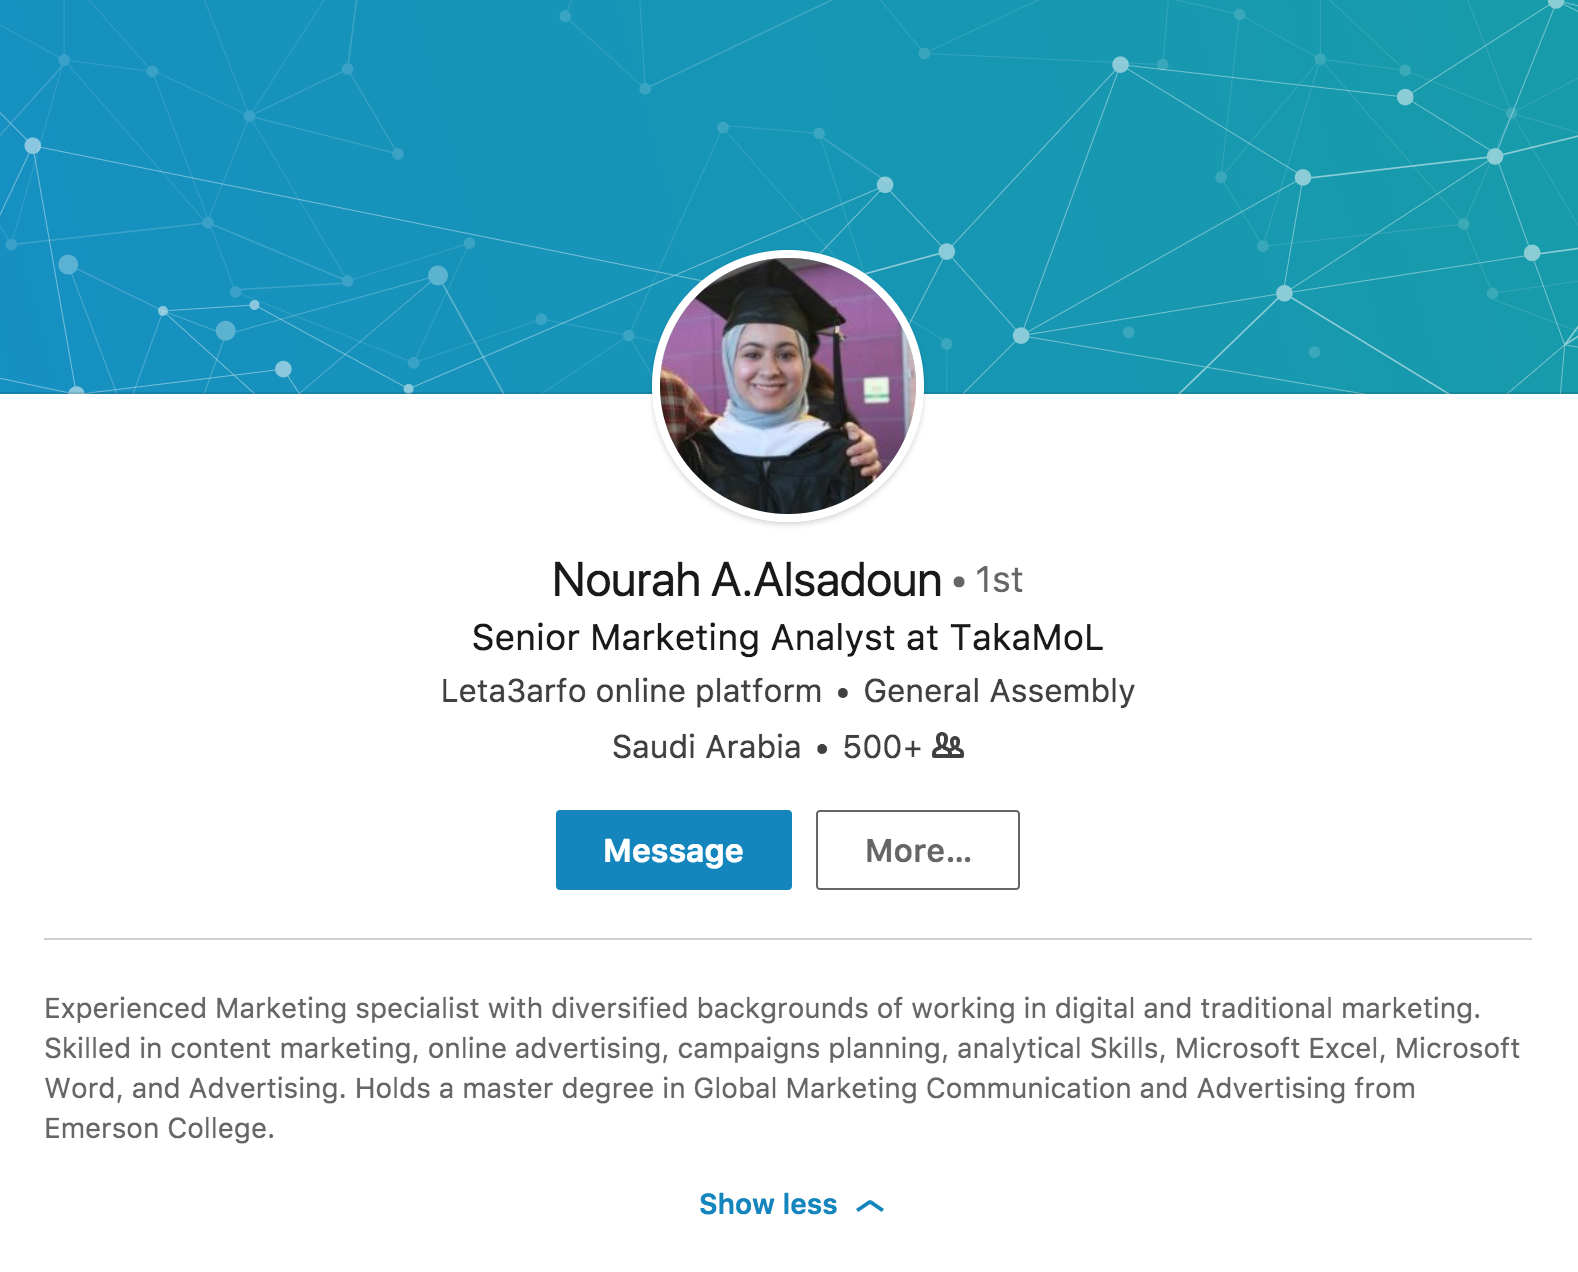 Nourah A.Alsadoun • 1st
Senior Marketing Analyst at TakaMoL
Leta3arfo online platform • General Assembly
Saudi Arabia • 500+
Message
More...
Experienced Marketing specialist with diversified backgrounds of working in digital and traditional marketing.
Skilled in content marketing, online advertising, campaigns planning, analytical Skills, Microsoft Excel, Microsoft
Word, and Advertising. Holds a master degree in Global Marketing Communication and Advertising from
Emerson College.
Show less